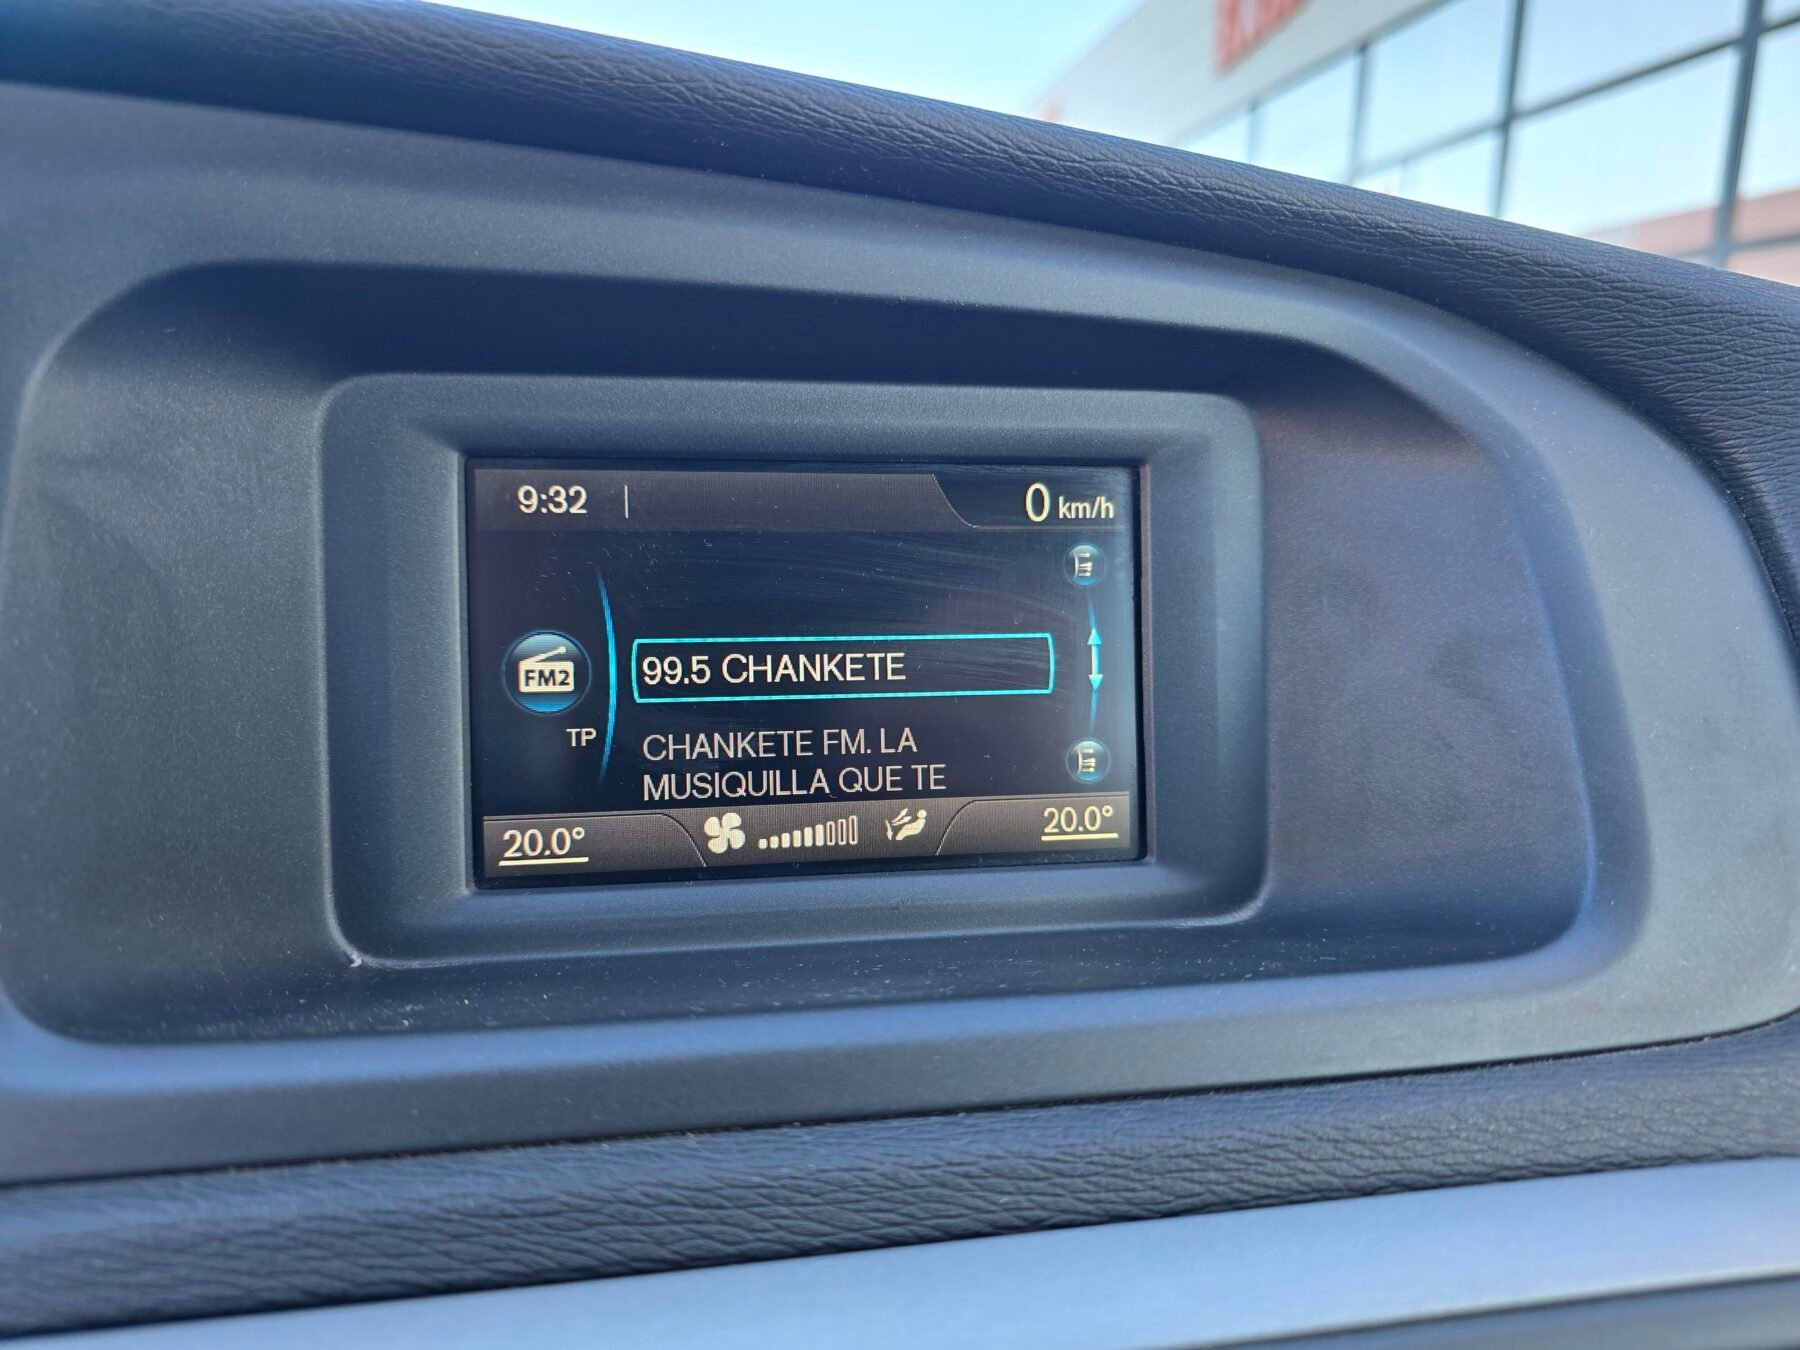 9:32
0 km/h
99.5 CHANKETE
FM2
TP
CHANKETE FM. LA
MUSIQUILLA QUE TE
20.0°
20.0°